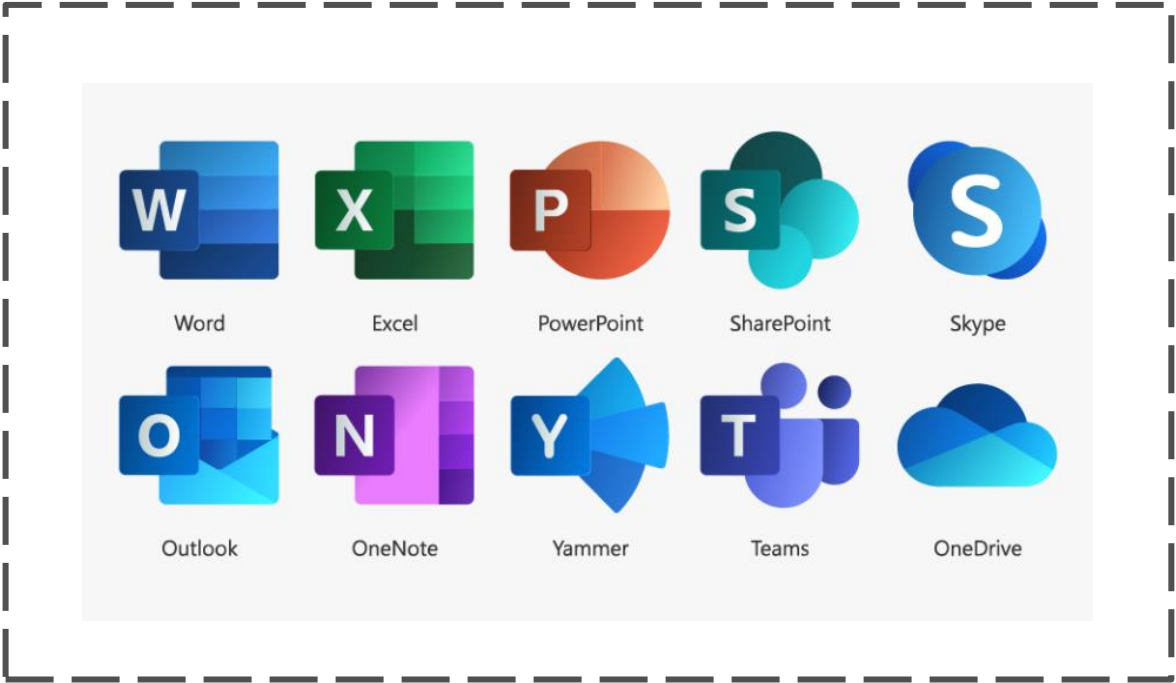 W X P S S
Word Excel PowerPoint SharePoint Skype
O N Y T
Outlook OneNote Yammer Teams OneDrive